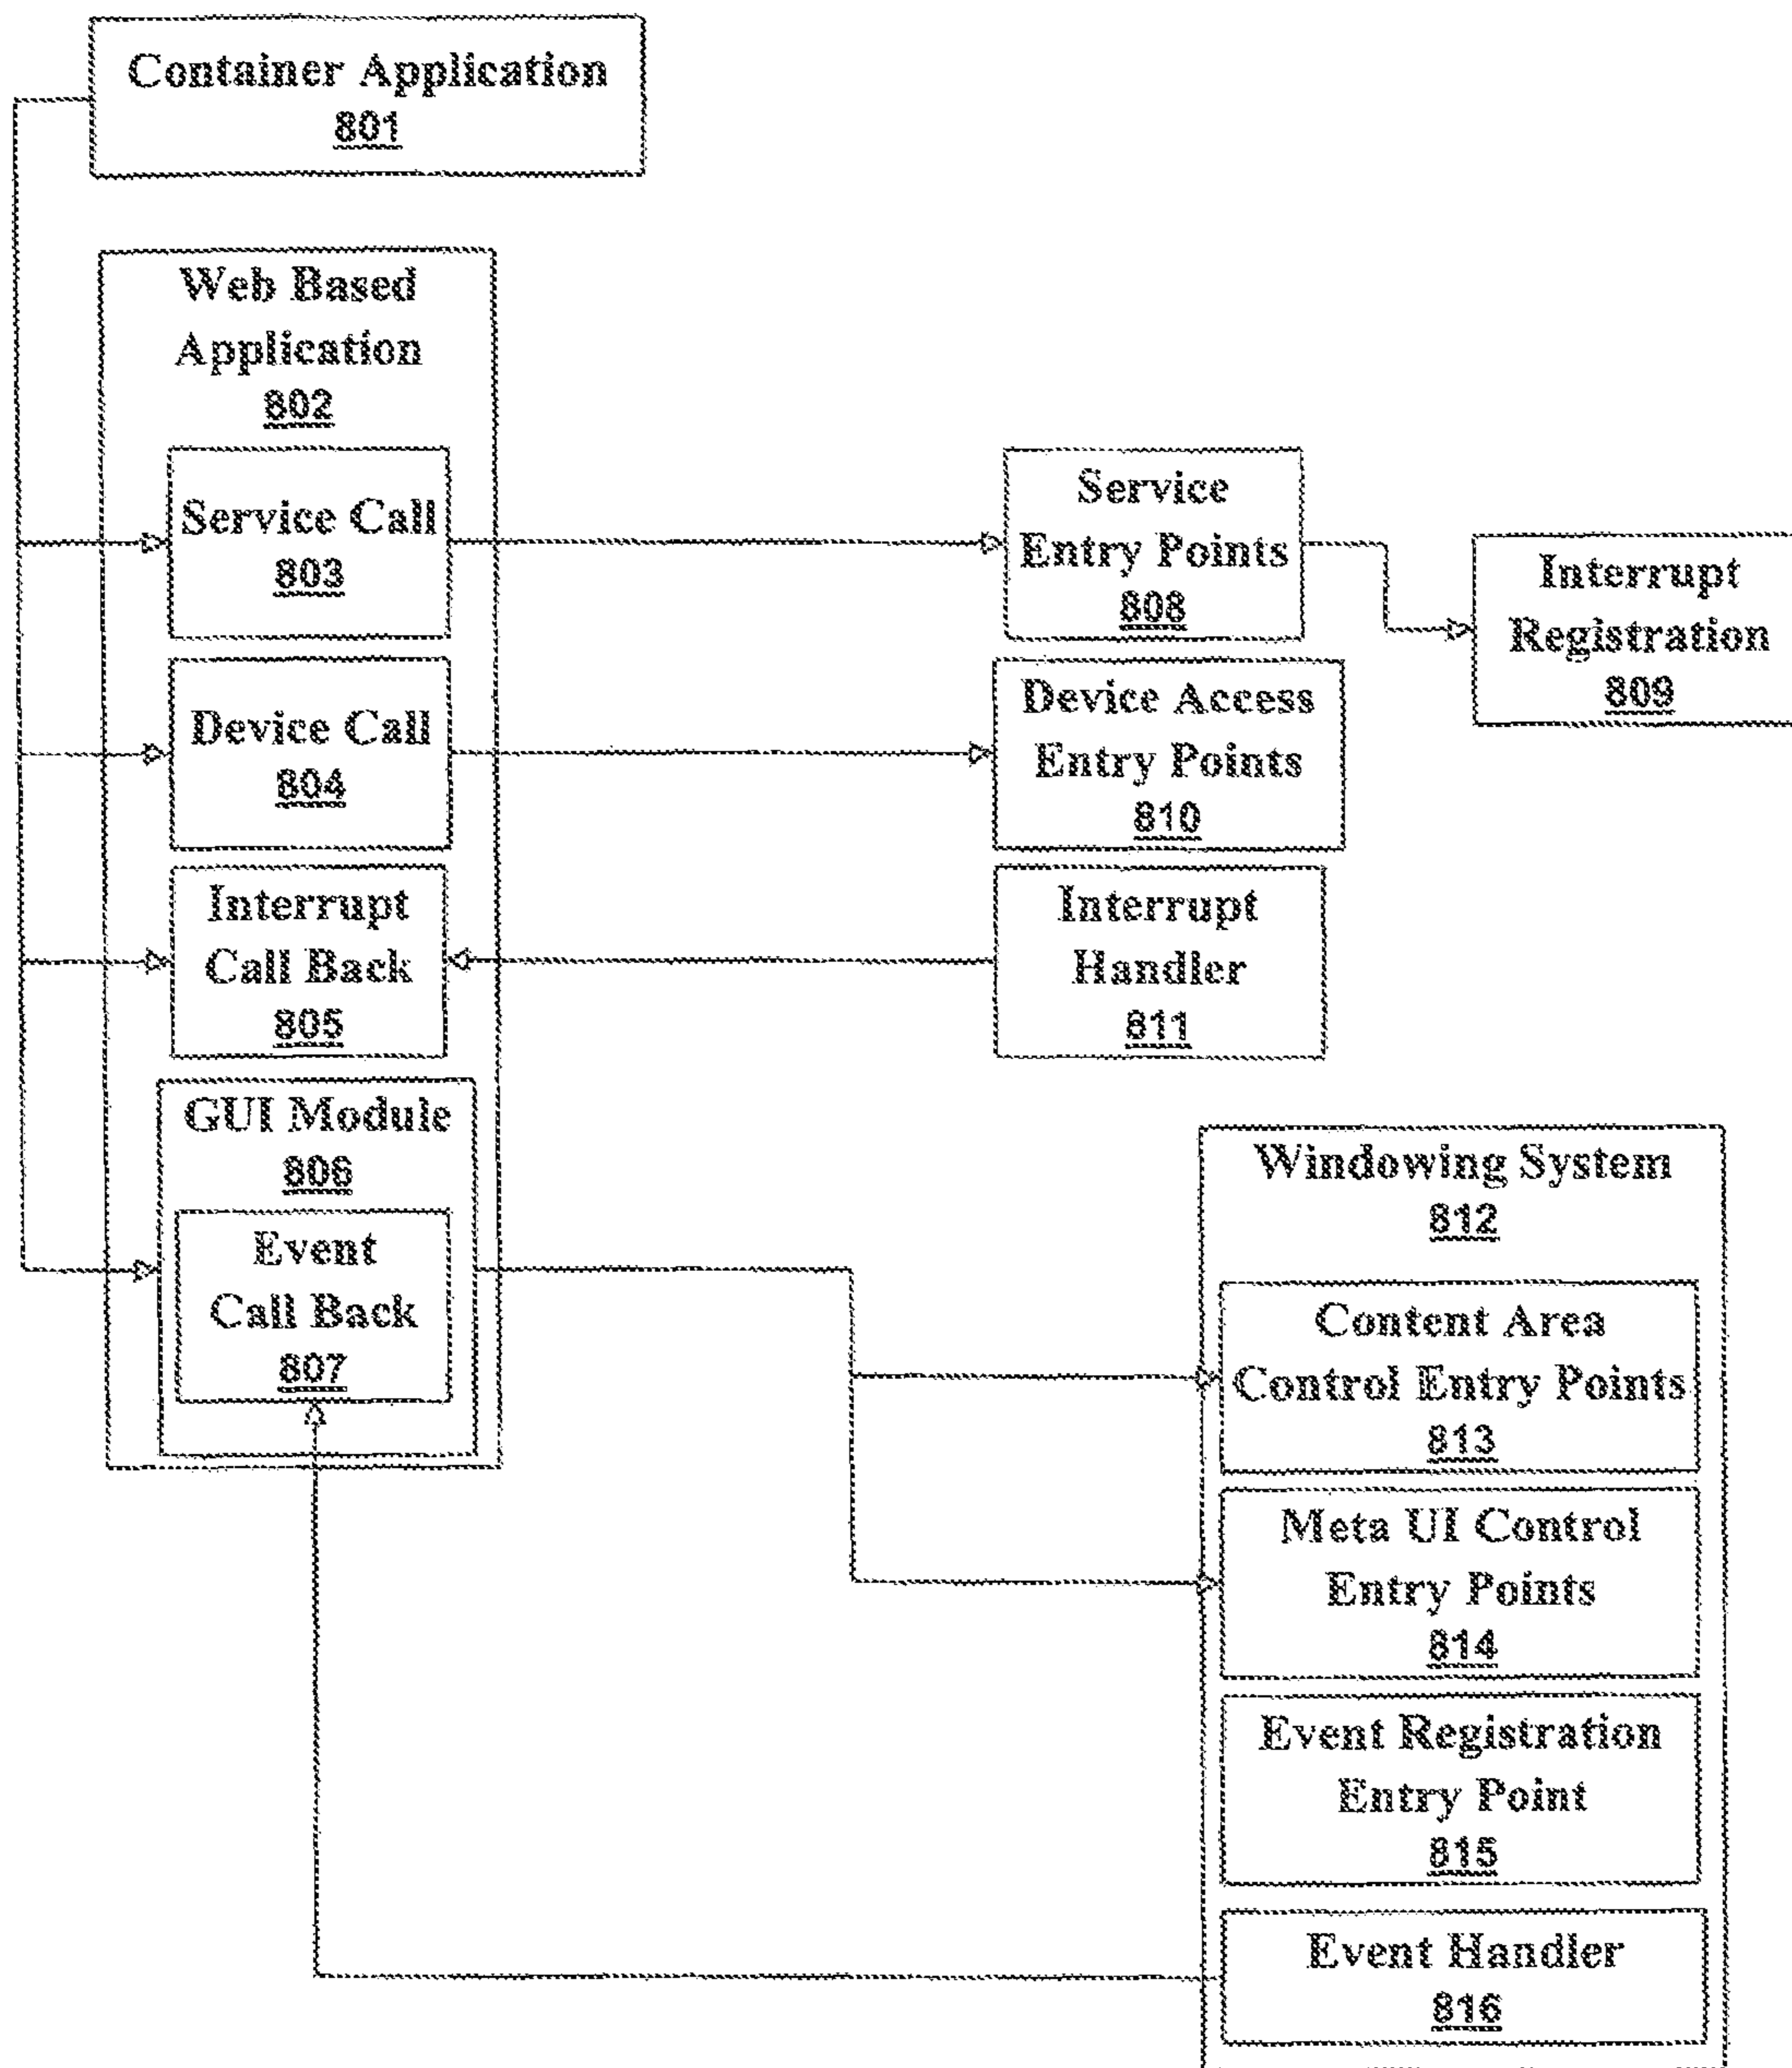 Container Application
801
Web Based
Application
802
Service Call
803
Device Call
804
Interrupt
Call Back
805
GUI Module
806
Event
Call Back
807
Service
Entry Points
808
Interrupt
Registration
809
Device Access
Entry Points
810
Interrupt
Handler
811
Windowing System
812
Content Area
Control Entry Points
813
Meta UI Control
Entry Points
814
Event Registration
Entry Point
815
Event Handler
816